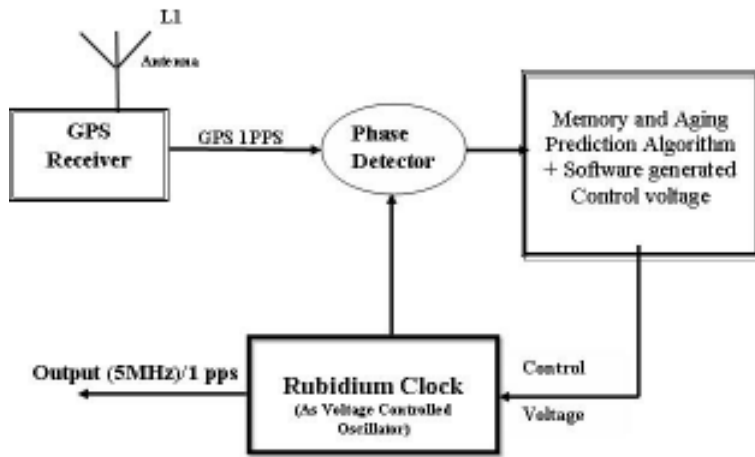 L1
Antenna
GPS
Receiver
GPS 1PPS
Phase
Detector
Memory and Aging
Prediction Algorithm
+ Software generated
Control voltage
Output (5MHz)/1 pps
Rubidium Clock
(As Voltage Controlled
Oscillator)
Control
Voltage